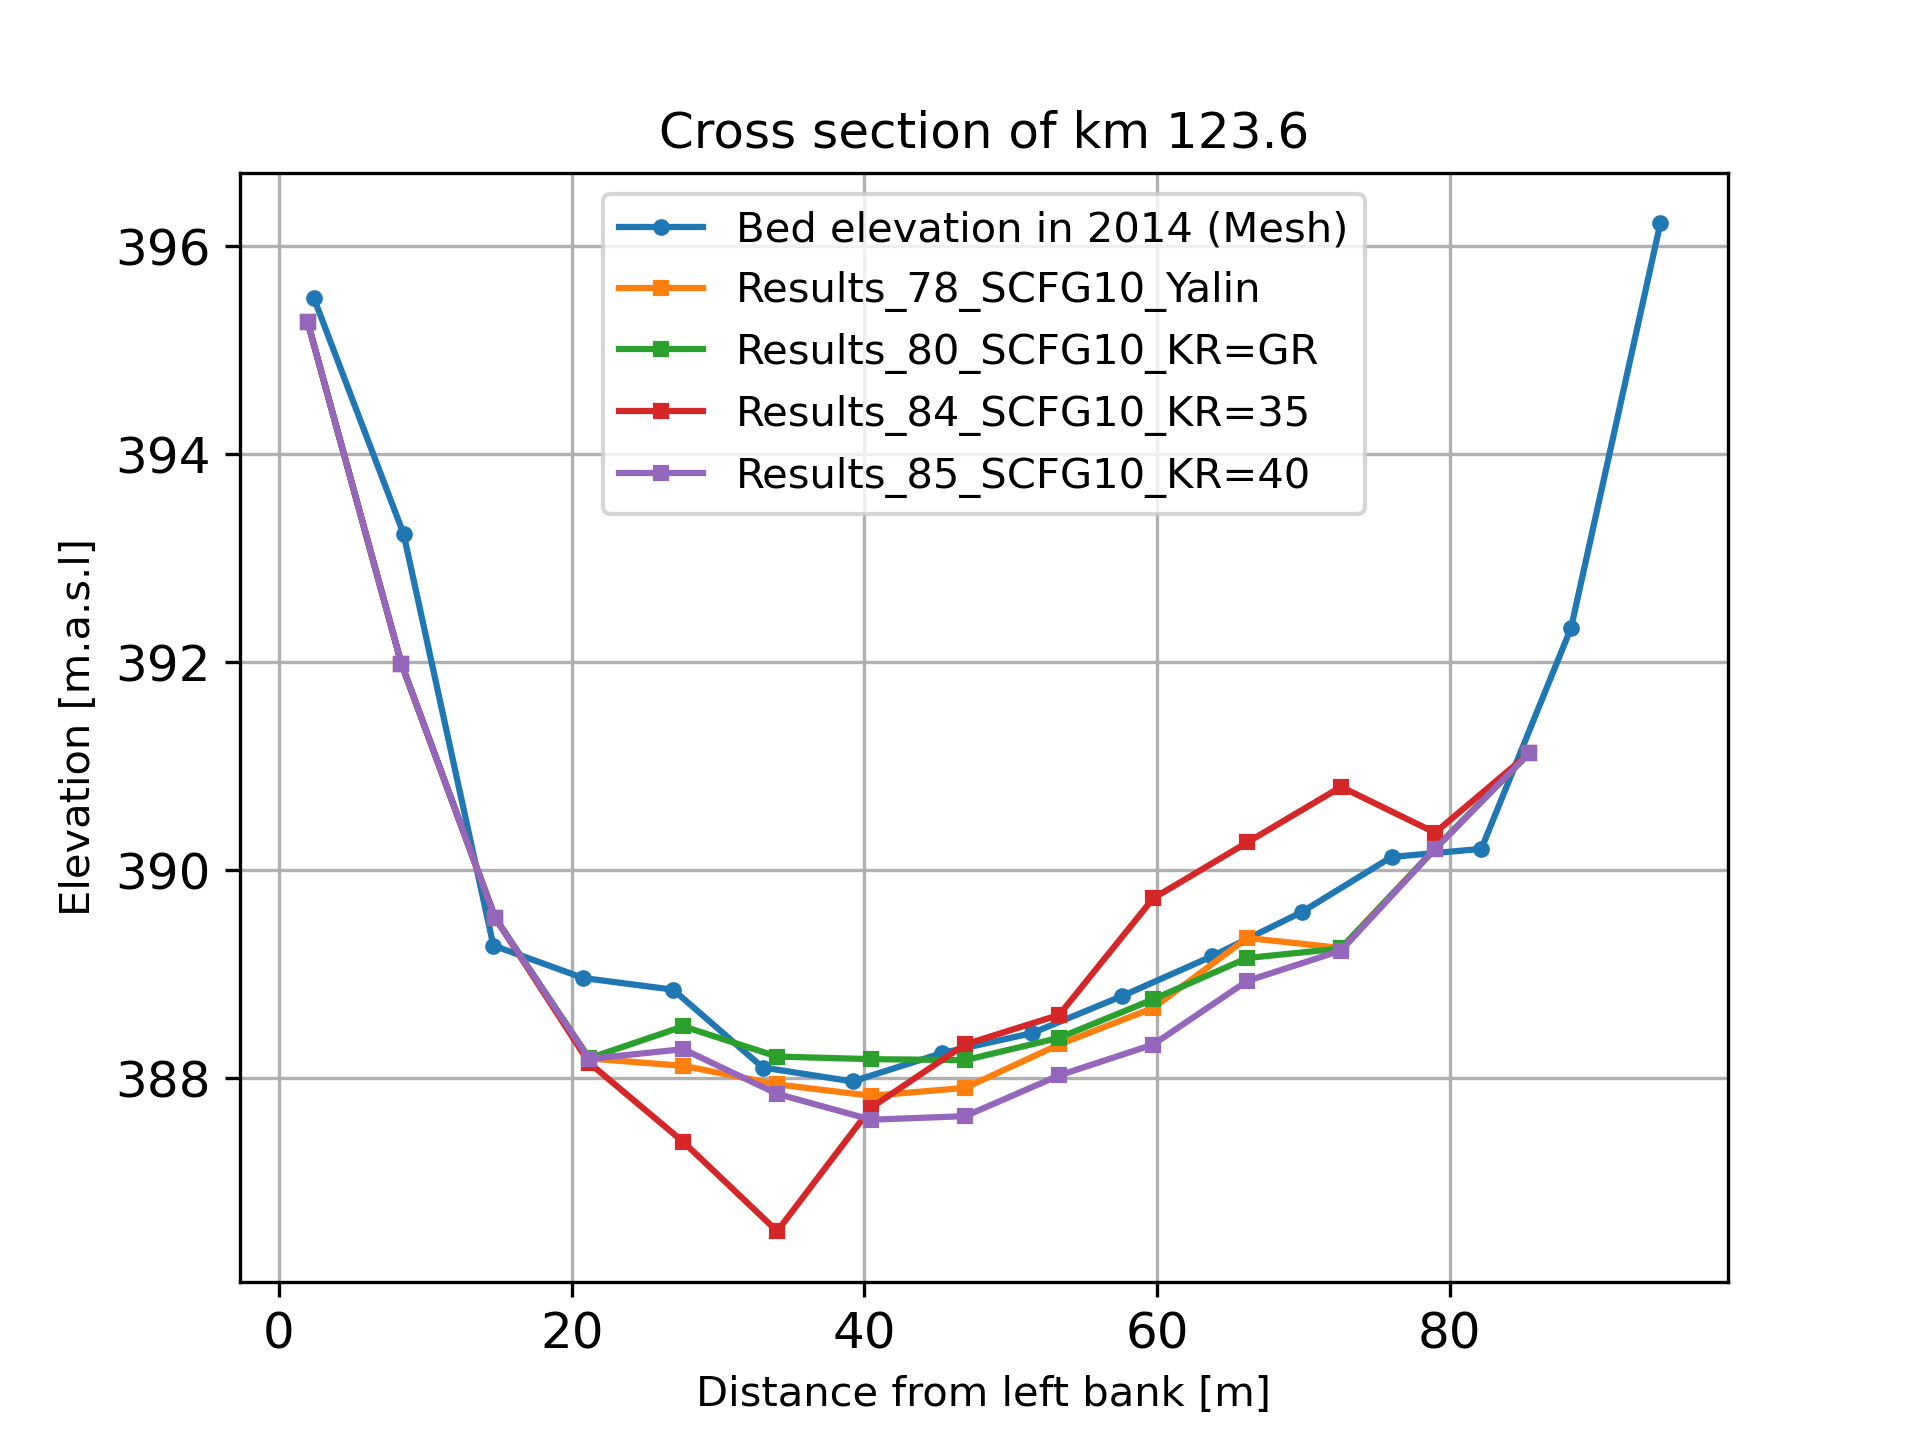 Cross section of km 123.6
Bed elevation in 2014 (Mesh)
Results_78_SCFG10_Yalin
Results_80_SCFG10_KR=GR
Results_84_SCFG10_KR=35
Results_85_SCFG10_KR=40
396
394
392
390
388
Elevation [m.a.s.l]
0 20 40 60 80
Distance from left bank [m]